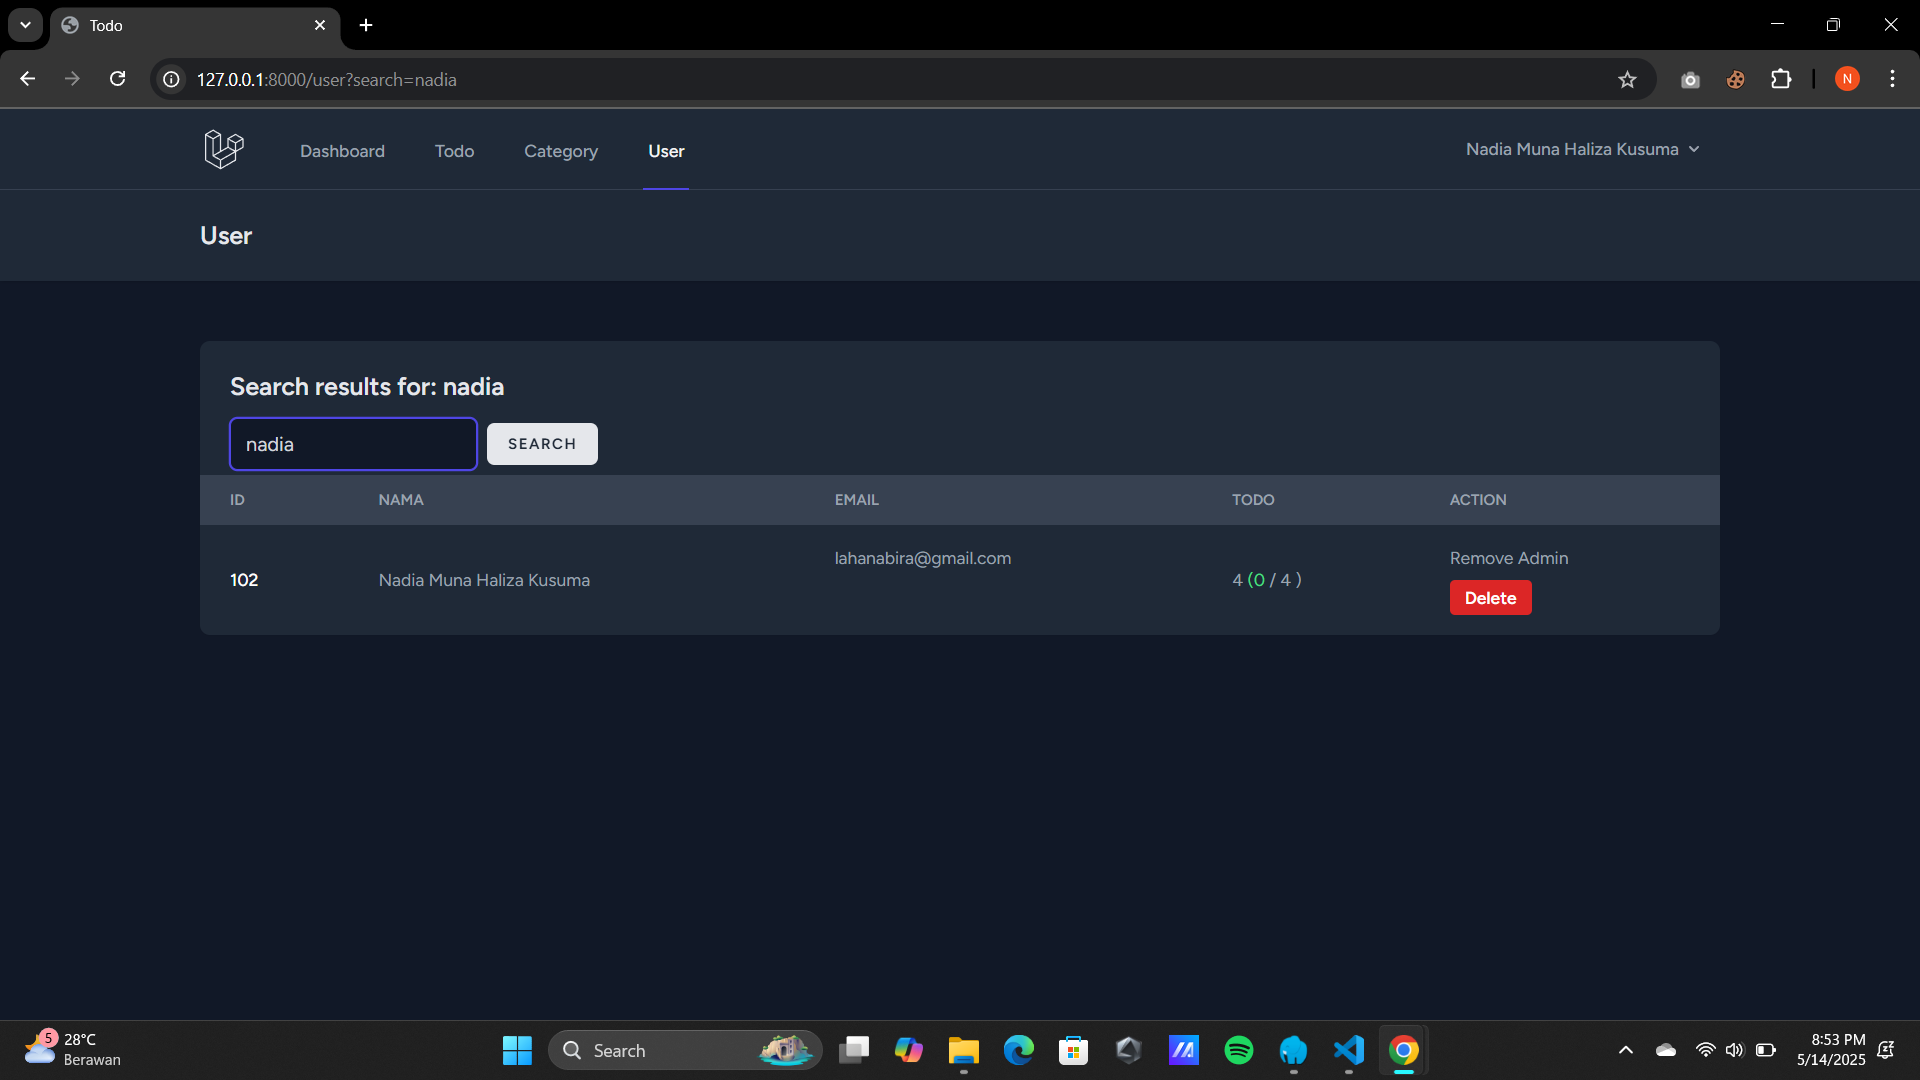 Todo
127.0.0.1:8000/user?search=nadia
N
Dashboard Todo Category User
Nadia Muna Haliza Kusuma
User
Search results for: nadia
nadia SEARCH
ID NAMA EMAIL TODO ACTION
lahanabira@gmail.com Remove Admin
102 Nadia Muna Haliza Kusuma 4 (0 / 4 )
Delete
5 28°C
Berawan
Search
8:53 PM
5/14/2025